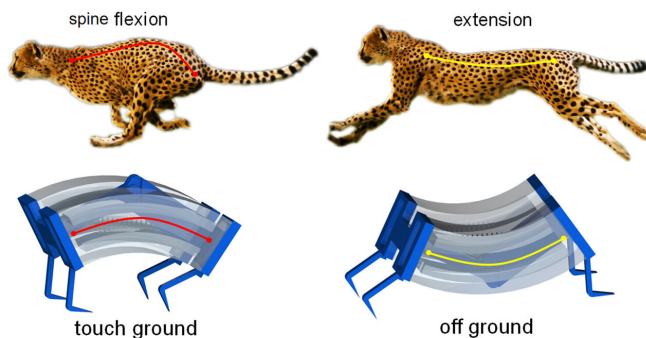 spine flexion
extension
touch ground
off ground